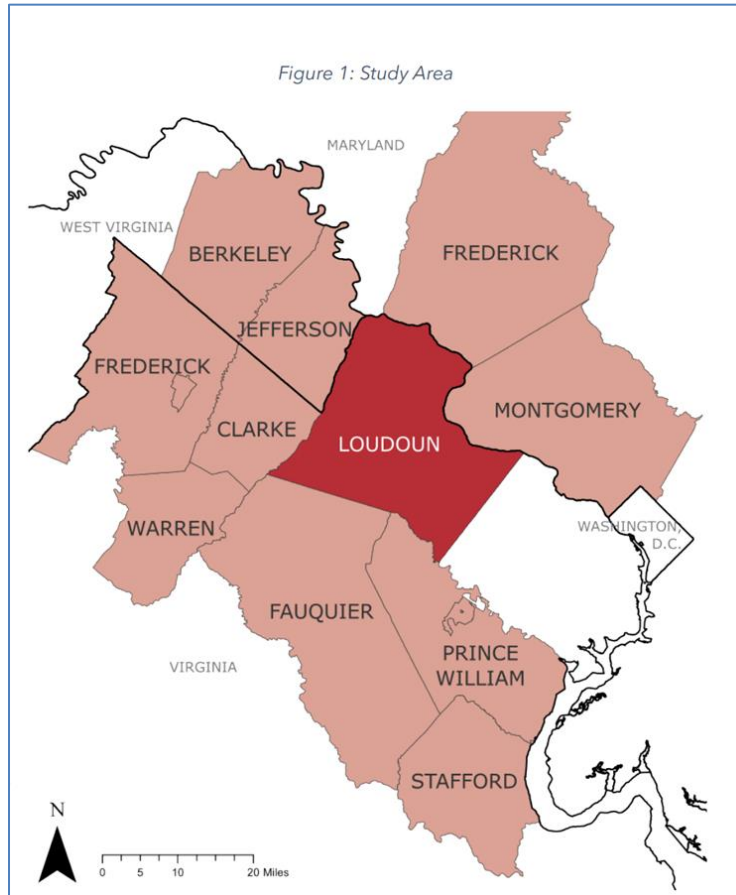 Figure 1: Study Area
MARYLAND
WEST VIRGINIA
BERKELEY
FREDERICK
JEFFERSON
FREDERICK
MONTGOMERY
CLARKE
LOUDOUN
WARREN
WASHINGTON,
D.C.
FAUQUIER
VIRGINIA
PRINCE
WILLIAM
STAFFORD
N
0 5 10 20 Miles